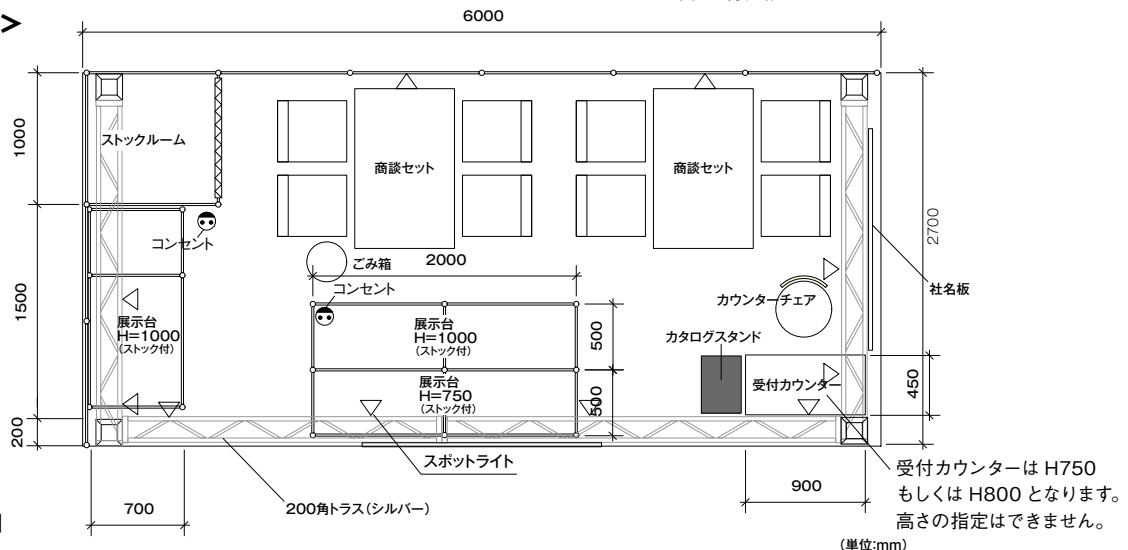 >
6000
1000
ストックルーム
商談セット
商談セット
2700
コンセント
ごみ箱
2000
コンセント
カウンターチェア
社名板
1500
展示台
H=1000
(ストック付)
展示台
H=1000
(ストック付)
500
カタログスタンド
展示台
H=750
(ストック付)
500
受付カウンター
450
200
スポットライト
700
200角トラス(シルバー)
900
受付カウンターは H750
もしくは H800 となります。
高さの指定はできません。
(単位:mm)